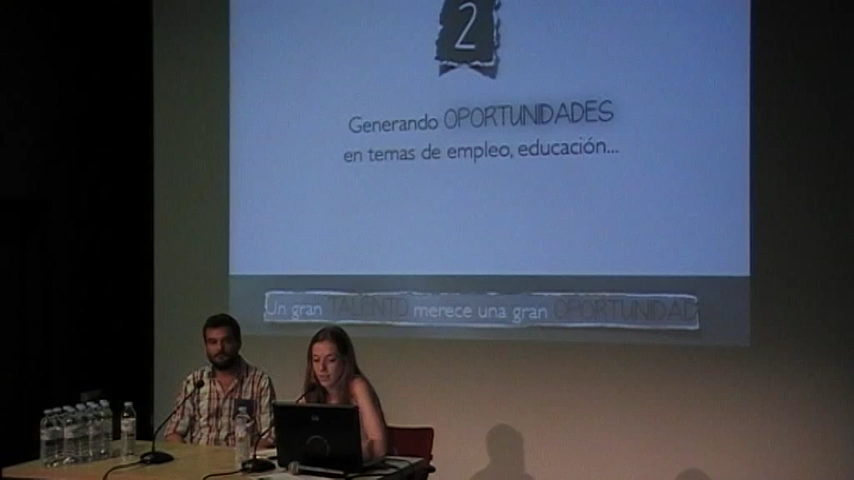 2
Generando OPORTUNIDADES
en temas de empleo, educación...
Un gran TALENTO merece una gran OPORTUNIDAD